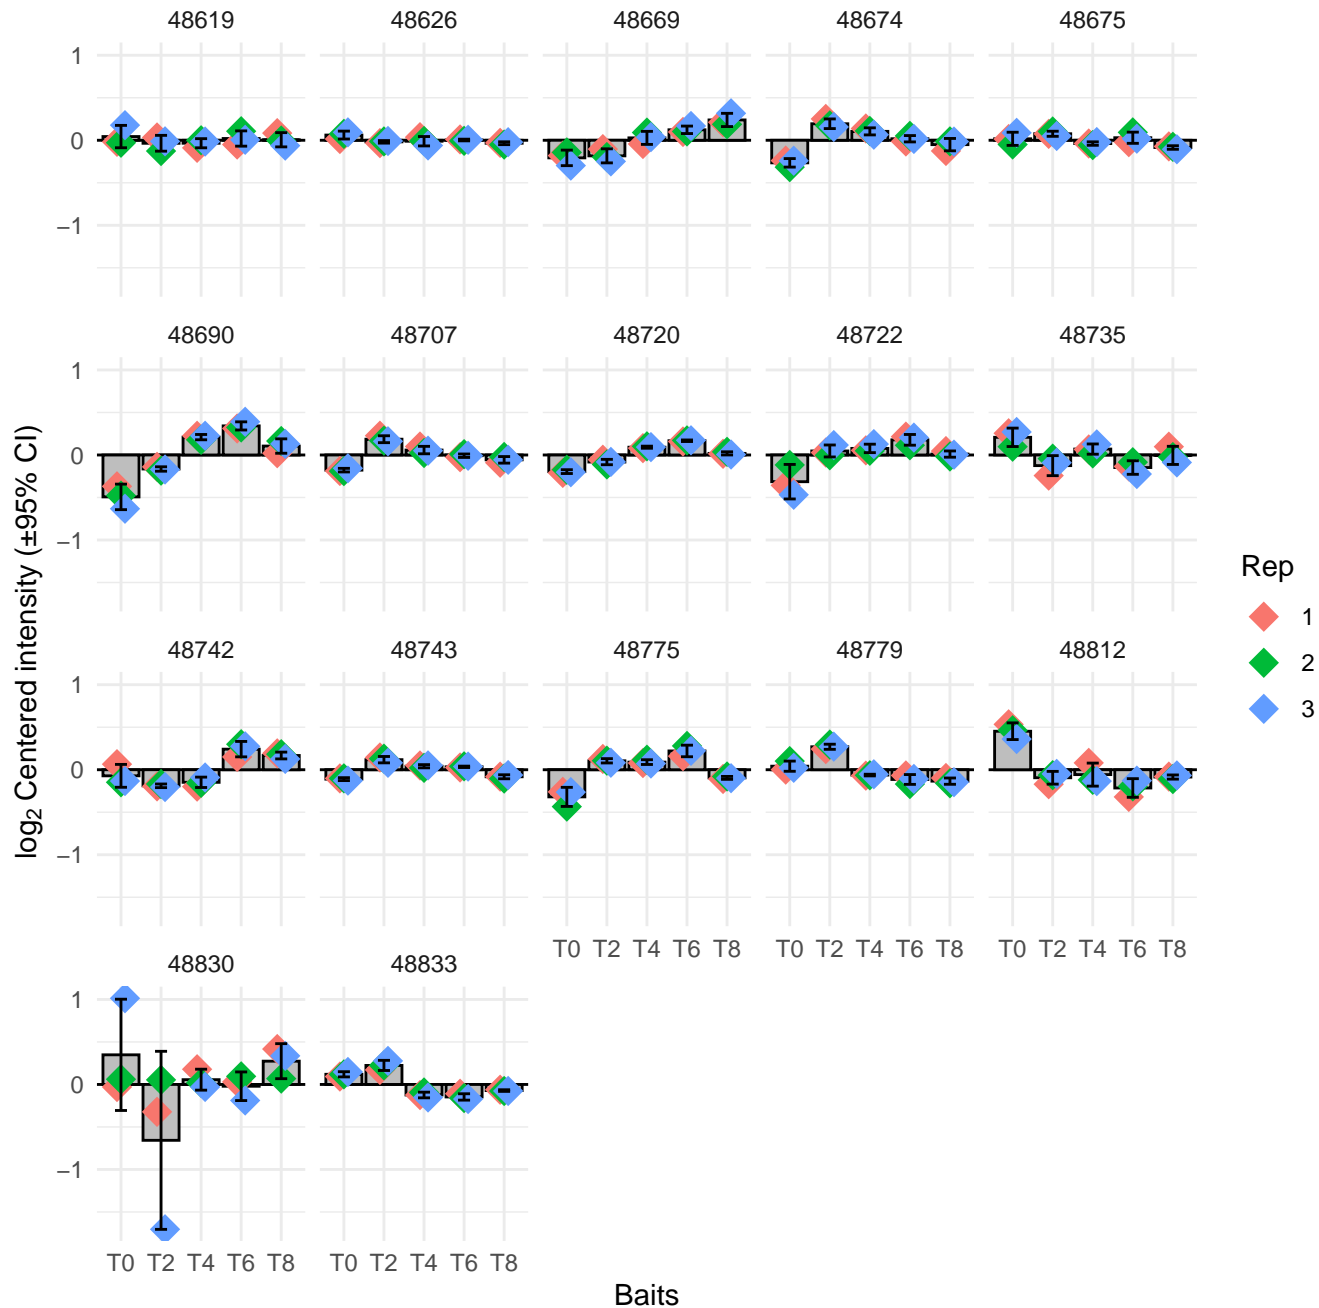 48619 48626 48669 48674 48675
1
0
−1
48690 48707 48720 48722 48735
1
0
−1
48742 48743 48775 48779 48812
1
0
−1
T0 T2 T4 T6 T8 T0 T2 T4 T6 T8 T0 T2 T4 T6 T8
48830 48833
1
0
−1
T0 T2 T4 T6 T8 T0 T2 T4 T6 T8
Baits
log₂ Centered intensity (±95% CI)
Rep
1
2
3